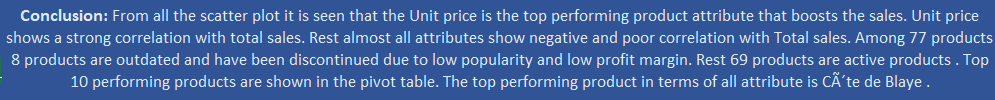 Conclusion: From all the scatter plot it is seen that the Unit price is the top performing product attribute that boosts the sales. Unit price
shows a strong correlation with total sales. Rest almost all attributes show negative and poor correlation with Total sales. Among 77 products
8 products are outdated and have been discontinued due to low popularity and low profit margin. Rest 69 products are active products . Top
10 performing products are shown in the pivot table. The top performing product in terms of all attribute is CÃ´te de Blaye .